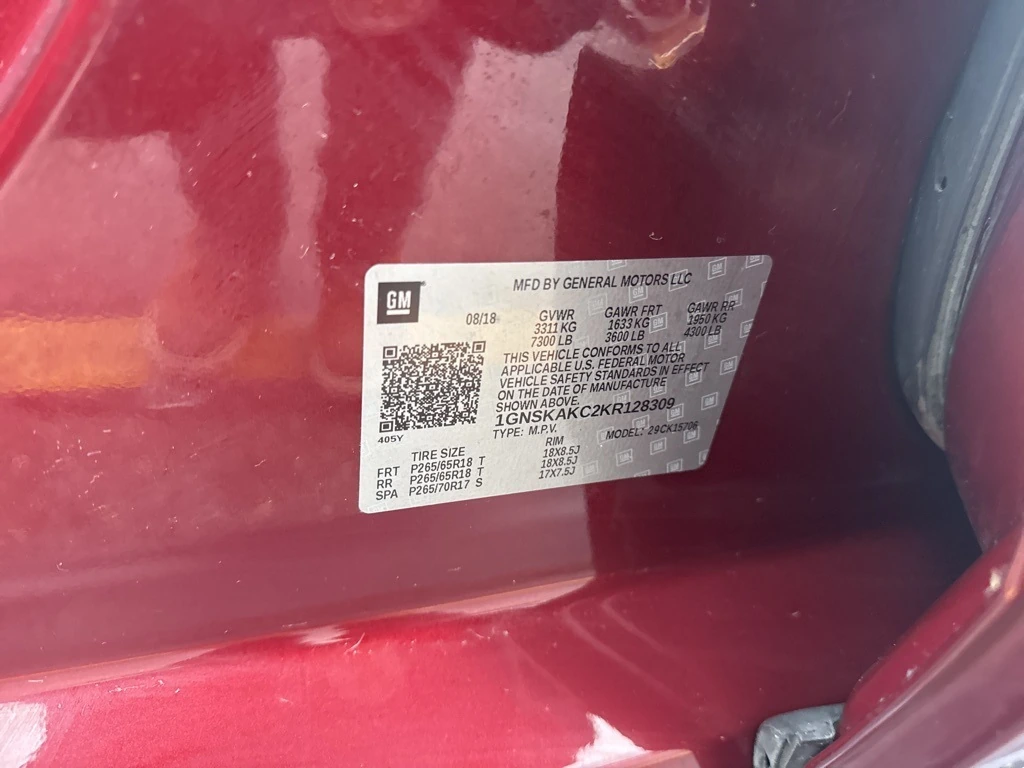 GM
MFD BY GENERAL MOTORS LLC
08/18 GVWR GAWR FRT GAWR RR
3311 KG 1633 KG 1950 KG
7300 LB 3600 LB 4300 LB
THIS VEHICLE CONFORMS TO ALL
APPLICABLE U.S. FEDERAL MOTOR
VEHICLE SAFETY STANDARDS IN EFFECT
ON THE DATE OF MANUFACTURE
SHOWN ABOVE.
1GNSKAKC2KR128309
TYPE: M.P.V. MODEL: 29CK15706
405Y
TIRE SIZE RIM
FRT P265/65R18 T 18X8.5J
RR P265/65R18 T 18X8.5J
SPA P265/70R17 S 17X7.5J